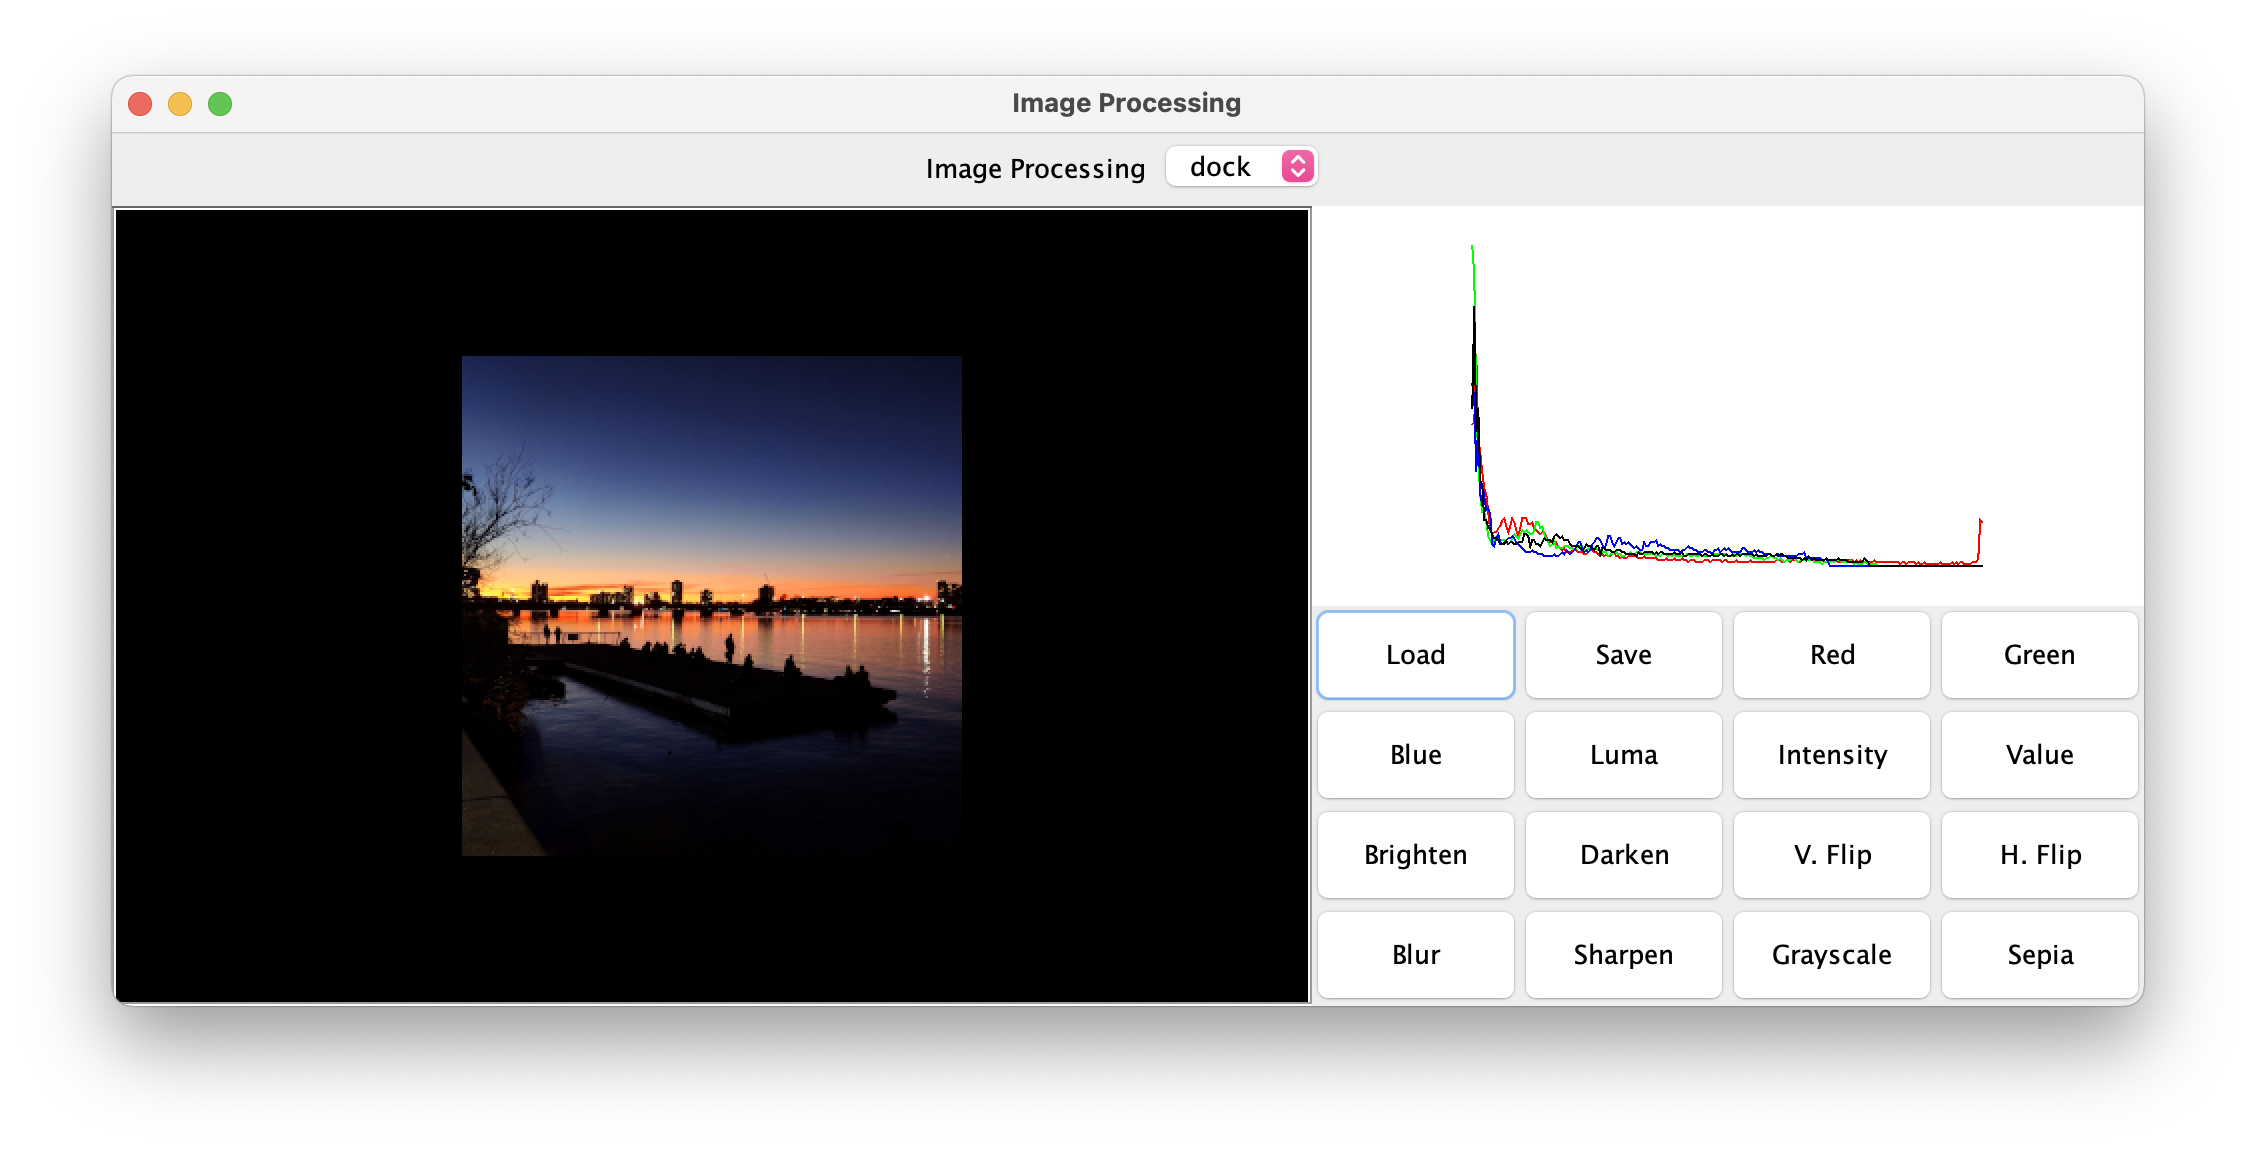 Image Processing
Image Processing dock
Load Save Red Green
Blue Luma Intensity Value
Brighten Darken V. Flip H. Flip
Blur Sharpen Grayscale Sepia